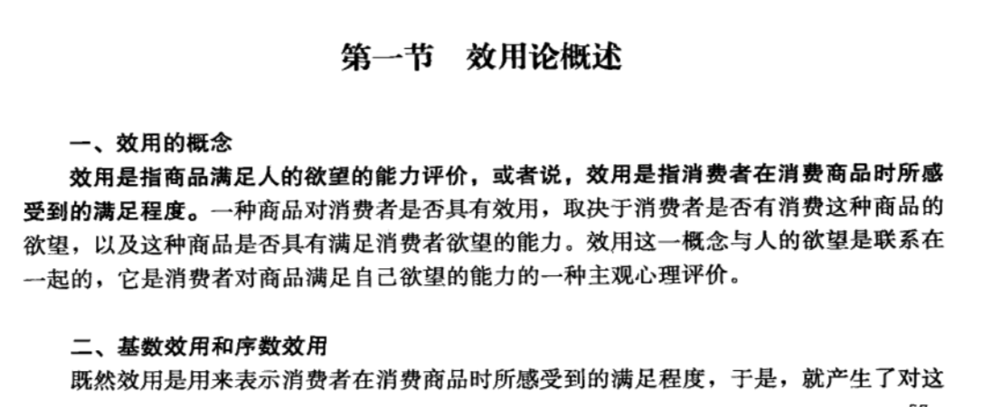 第一节 效用论概述
一、效用的概念
效用是指商品满足人的欲望的能力评价，或者说，效用是指消费者在消费商品时所感
受到的满足程度。一种商品对消费者是否具有效用，取决于消费者是否有消费这种商品的
欲望，以及这种商品是否具有满足消费者欲望的能力。效用这一概念与人的欲望是联系在
一起的，它是消费者对商品满足自己欲望的能力的一种主观心理评价。
二、基数效用和序数效用
既然效用是用来表示消费者在消费商品时所感受到的满足程度，于是，就产生了对这